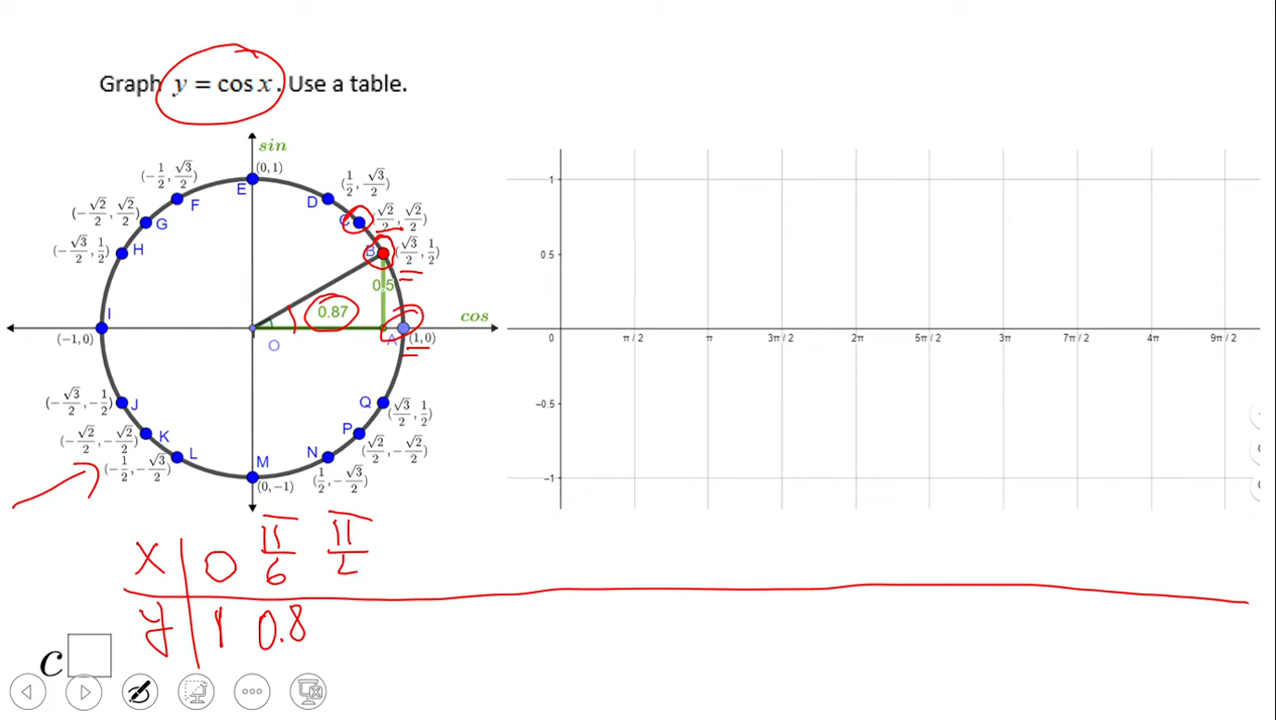 Graph y = cos x. Use a table.
sin
(0,1)
E
(-1/2, √3/2)
F
(1/2, √3/2)
D
(-√2/2, √2/2)
G
(√2/2, √2/2)
C
(-√3/2, 1/2)
H
(√3/2, 1/2)
B
0.5
0.87
I
cos
(-1,0)
O
A
(1,0)
(-√3/2, -1/2)
J
Q
(√3/2, 1/2)
(-√2/2, -√2/2)
K
P
(√2/2, -√2/2)
(-1/2, -√3/2)
L
M
N
(0,-1)
(1/2, -√3/2)
1
0.5
0 π / 2 π 3π / 2 2π 5π / 2 3π 7π / 2 4π 9π / 2
-0.5
-1
x 0 π/6 π/2
y 1 0.8
c